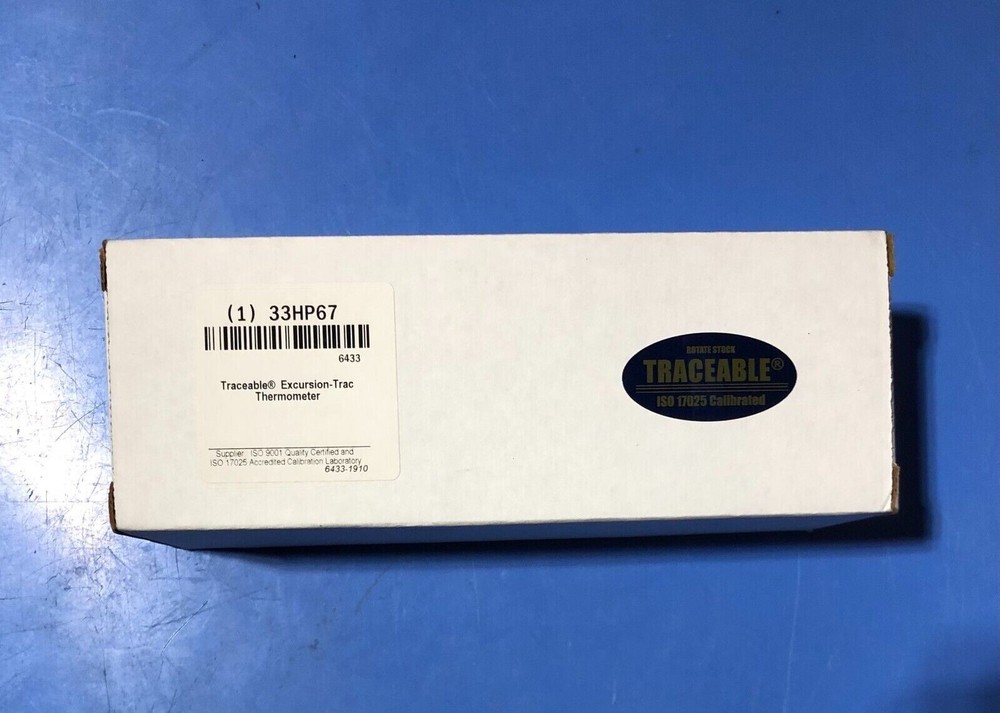 (1) 33HP67
6433
Traceable® Excursion-Trac
Thermometer
Supplier: ISO 9001 Quality Certified and
ISO 17025 Accredited Calibration Laboratory
6433-1910
ROTATE STOCK
TRACEABLE®
ISO 17025 Calibrated